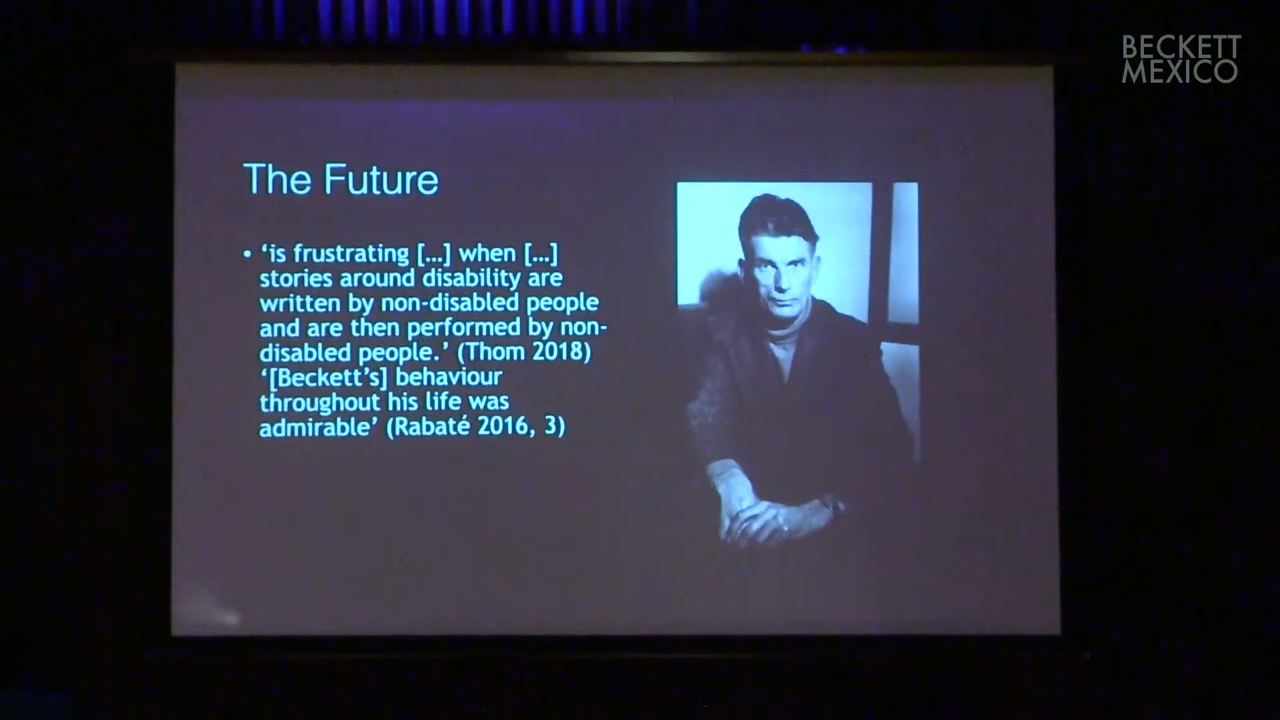 BECKETT
MEXICO
The Future
• ‘is frustrating [...] when [...]
stories around disability are
written by non-disabled people
and are then performed by non-
disabled people.’ (Thom 2018)
‘[Beckett’s] behaviour
throughout his life was
admirable’ (Rabaté 2016, 3)